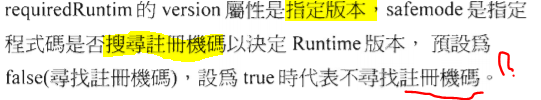 requiredRuntim 的 version 屬性是指定版本，safemode 是指定
程式碼是否搜尋註冊機碼以決定 Runtime 版本， 預設為
false(尋找註冊機碼)，設為 true 時代表不尋找註冊機碼。